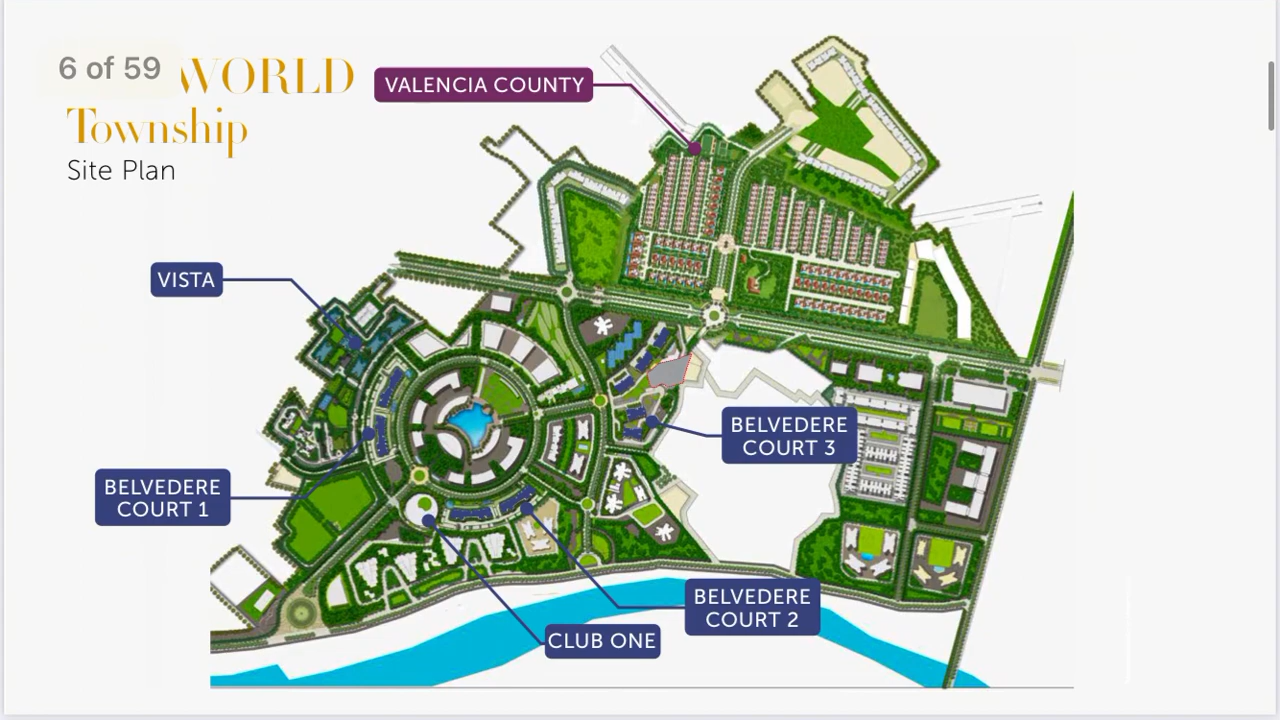 6 of 59
WORLD
Township
Site Plan
VALENCIA COUNTY
VISTA
BELVEDERE
COURT 1
BELVEDERE
COURT 3
BELVEDERE
COURT 2
CLUB ONE